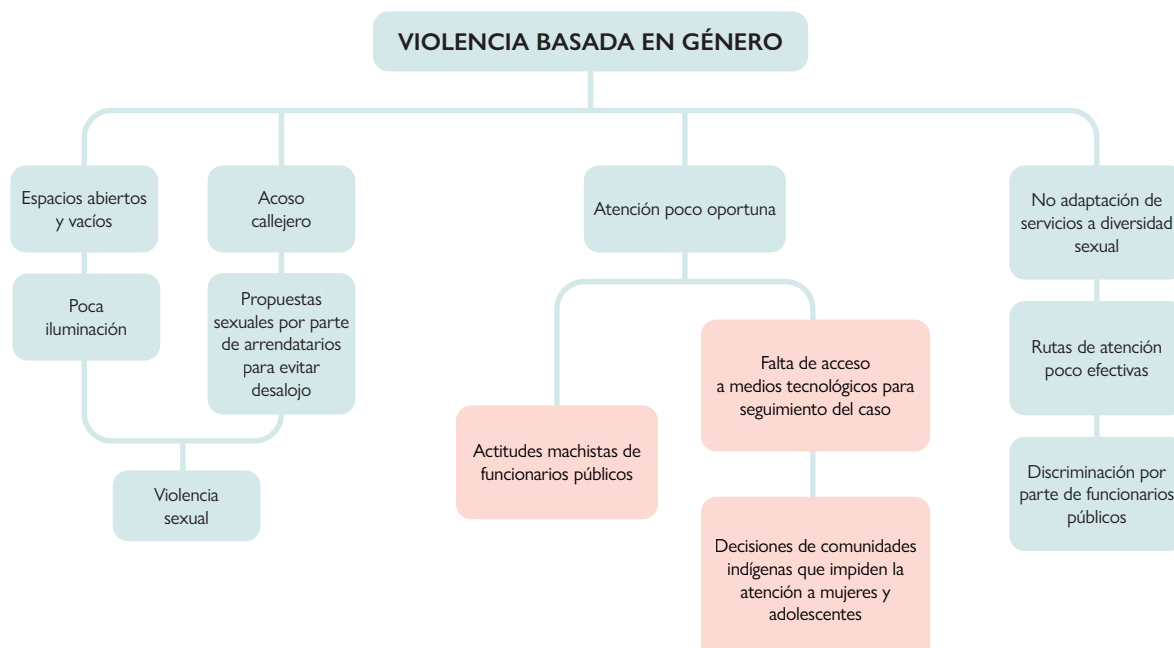 VIOLENCIA BASADA EN GÉNERO
Espacios abiertos
y vacíos
Poca
iluminación
Acoso
callejero
Propuestas
sexuales por parte
de arrendatarios
para evitar
desalojo
Violencia
sexual
Atención poco oportuna
Actitudes machistas de
funcionarios públicos
Falta de acceso
a medios tecnológicos para
seguimiento del caso
Decisiones de comunidades
indígenas que impiden la
atención a mujeres y
adolescentes
No adaptación de
servicios a diversidad
sexual
Rutas de atención
poco efectivas
Discriminación por
parte de funcionarios
públicos